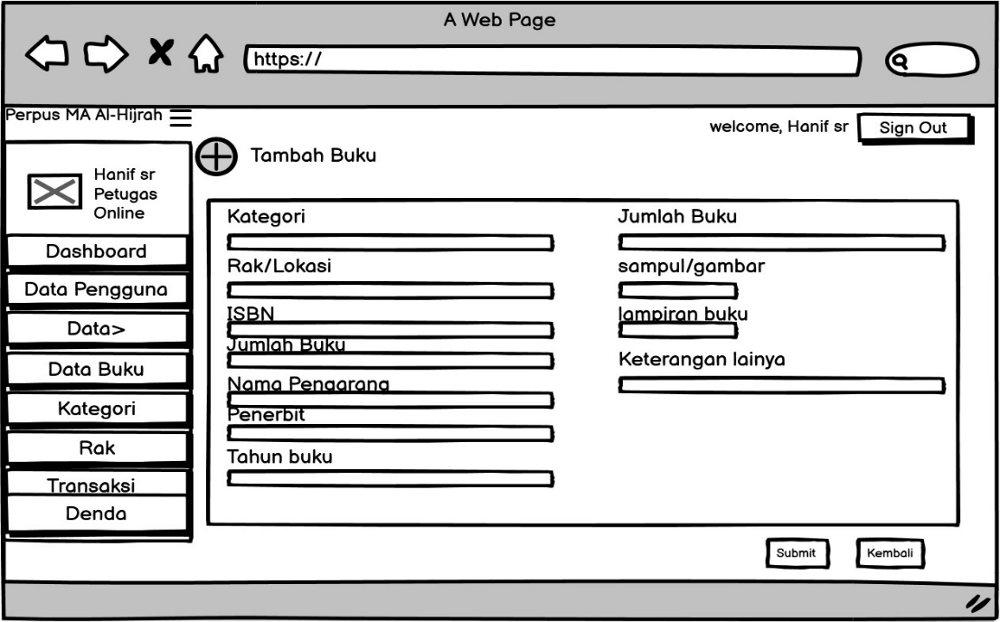 A Web Page
https://
Perpus MA Al-Hijrah
welcome, Hanif sr
Sign Out
Hanif sr
Petugas
Online
Dashboard
Data Pengguna
Data>
Data Buku
Kategori
Rak
Transaksi
Denda
Tambah Buku
Kategori
Rak/Lokasi
ISBN
Jumlah Buku
Nama Pengarang
Penerbit
Tahun buku
Jumlah Buku
sampul/gambar
lampiran buku
Keterangan lainya
Submit
Kembali